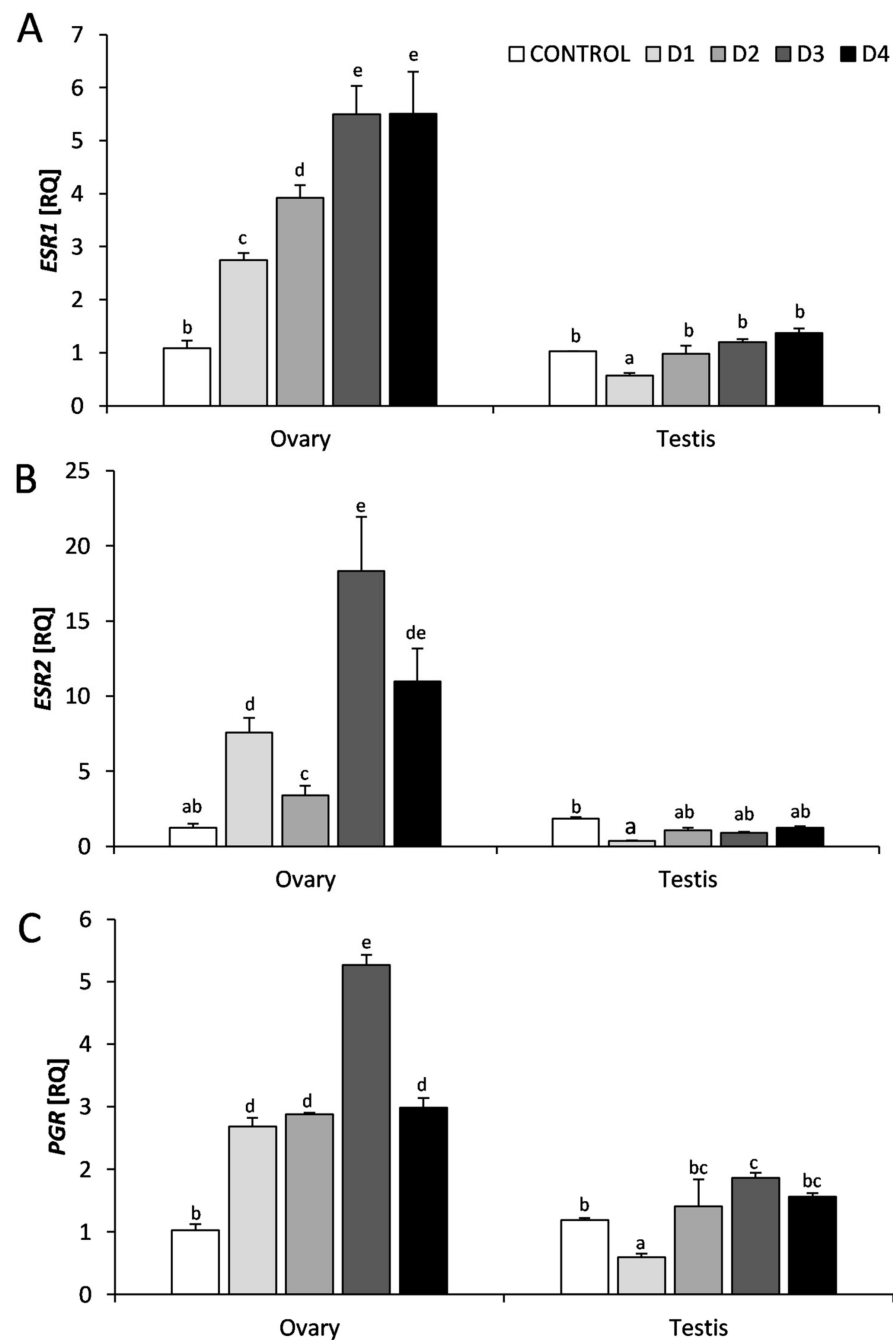 A
7
CONTROL D1 D2 D3 D4
6
5
4
3
2
1
0
ESR1 [RQ]
b c d e e
b a b b b
Ovary Testis
B
25
20
15
10
5
0
ESR2 [RQ]
ab d c e de
b a ab ab ab
Ovary Testis
C
6
5
4
3
2
1
0
PGR [RQ]
b d d e d
b a bc c bc
Ovary Testis